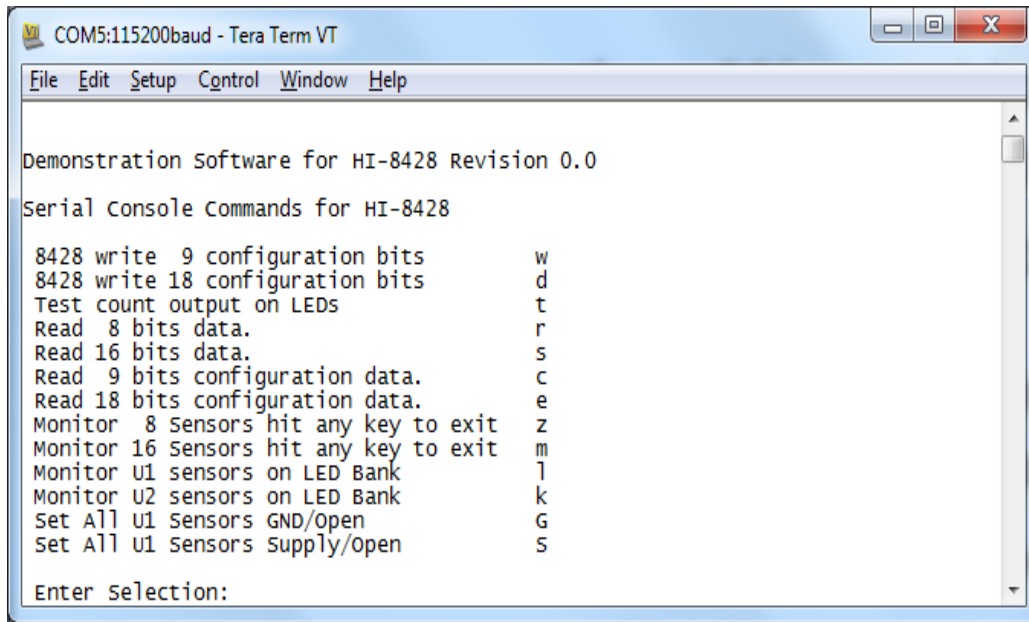 COM5:115200baud - Tera Term VT
File Edit Setup Control Window Help
Demonstration Software for HI-8428 Revision 0.0
Serial Console Commands for HI-8428
8428 write  9 configuration bits w
8428 write 18 configuration bits d
Test count output on LEDs t
Read  8 bits data. r
Read 16 bits data. s
Read  9 bits configuration data. c
Read 18 bits configuration data. e
Monitor  8 Sensors hit any key to exit z
Monitor 16 Sensors hit any key to exit m
Monitor U1 sensors on LED Bank l
Monitor U2 sensors on LED Bank k
Set All U1 Sensors GND/Open G
Set All U1 Sensors Supply/Open S
Enter Selection: